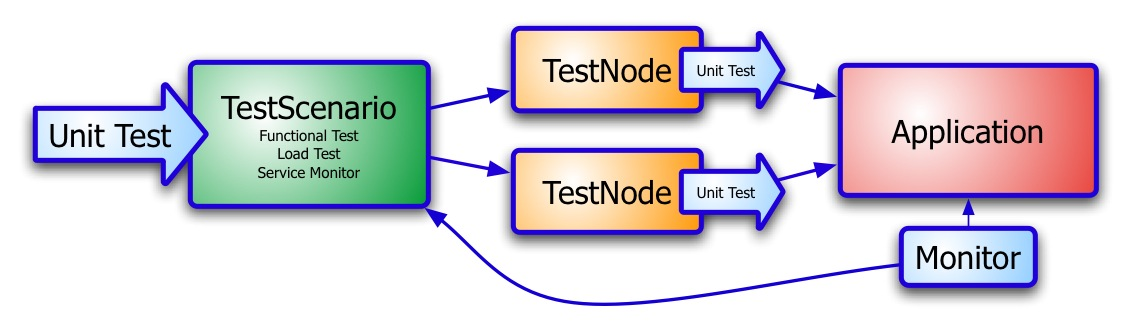 Unit Test
TestScenario
Functional Test
Load Test
Service Monitor
TestNode
Unit Test
TestNode
Unit Test
Application
Monitor